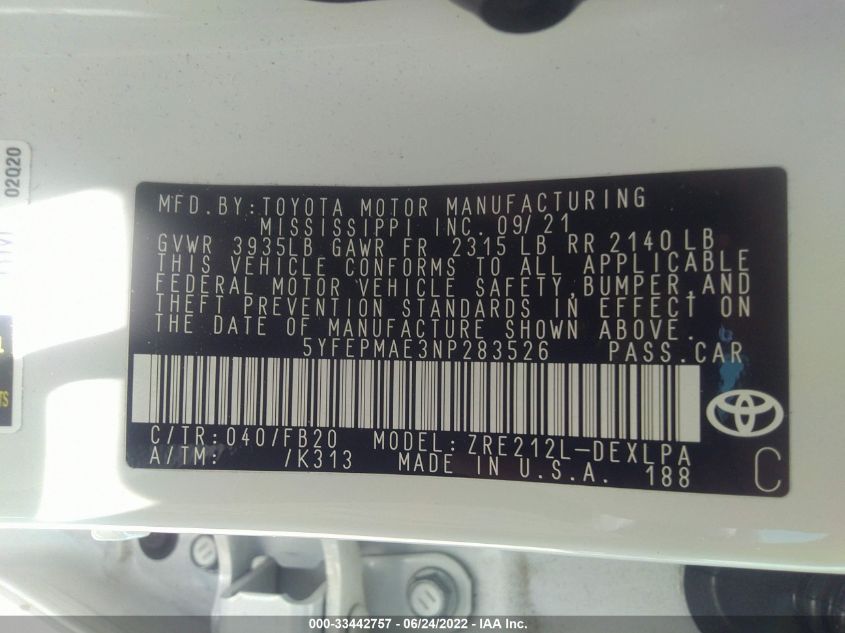 02Q20
MFD.BY:TOYOTA MOTOR MANUFACTURING
MISSISSIPPI INC. 09/21
GVWR 3935LB GAWR FR 2315 LB RR 2140 LB
THIS VEHICLE CONFORMS TO ALL APPLICABLE
FEDERAL MOTOR VEHICLE SAFETY, BUMPER, AND
THEFT PREVENTION STANDARDS IN EFFECT ON
THE DATE OF MANUFACTURE SHOWN ABOVE.
5YFEPMAE3NP283526 PASS.CAR
C/TR: 040/FB20 MODEL: ZRE212L-DEXLPA
A/TM: /K313 MADE IN U.S.A. 188
C
000-33442757 - 06/24/2022 - IAA Inc.